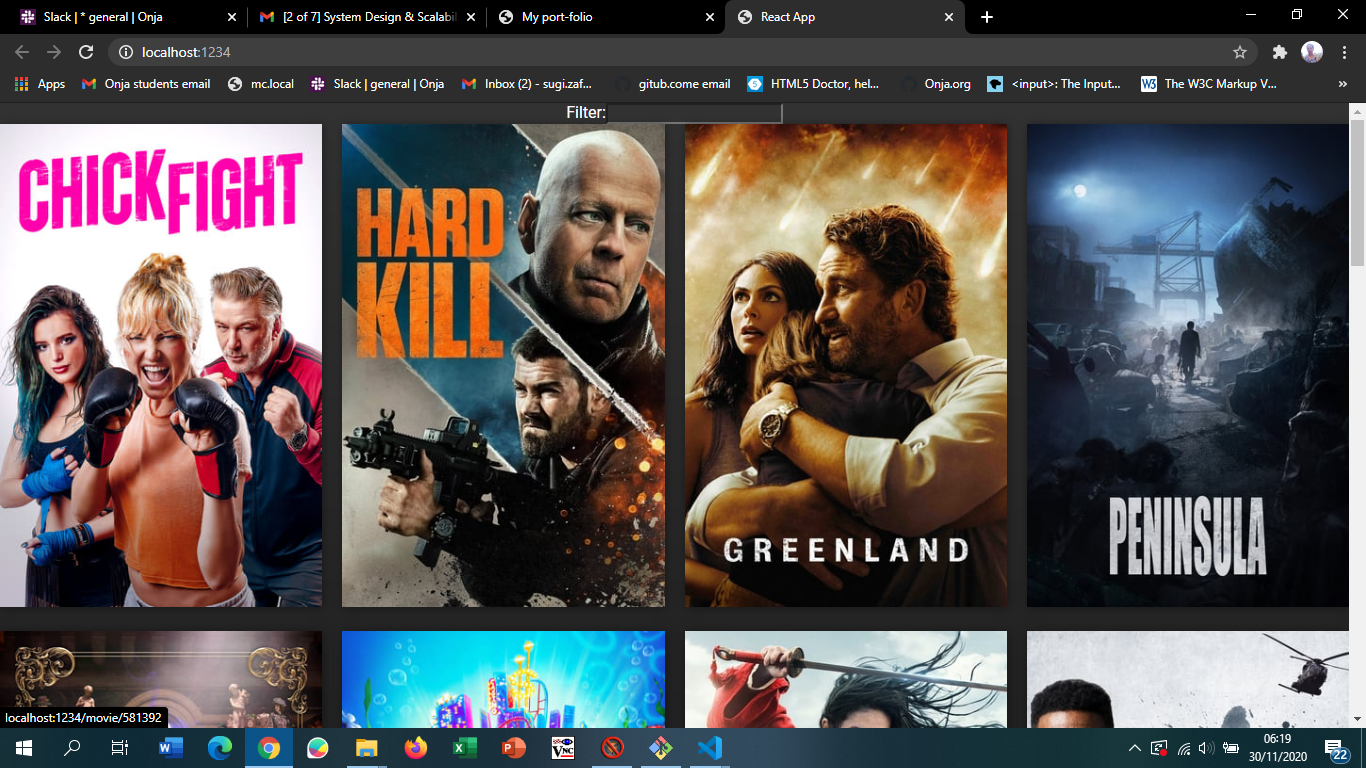 Slack | * general | Onja
[2 of 7] System Design & Scalabil
My port-folio
React App
localhost:1234
Apps
Onja students email
mc.local
Slack | general | Onja
Inbox (2) - sugi.zaf...
gitub.come email
HTML5 Doctor, hel...
Onja.org
<input>: The Input...
The W3C Markup V...
»
Filter:
CHICKFIGHT
HARD
KILL
GREENLAND
PENINSULA
localhost:1234/movie/581392
06:19
30/11/2020
22